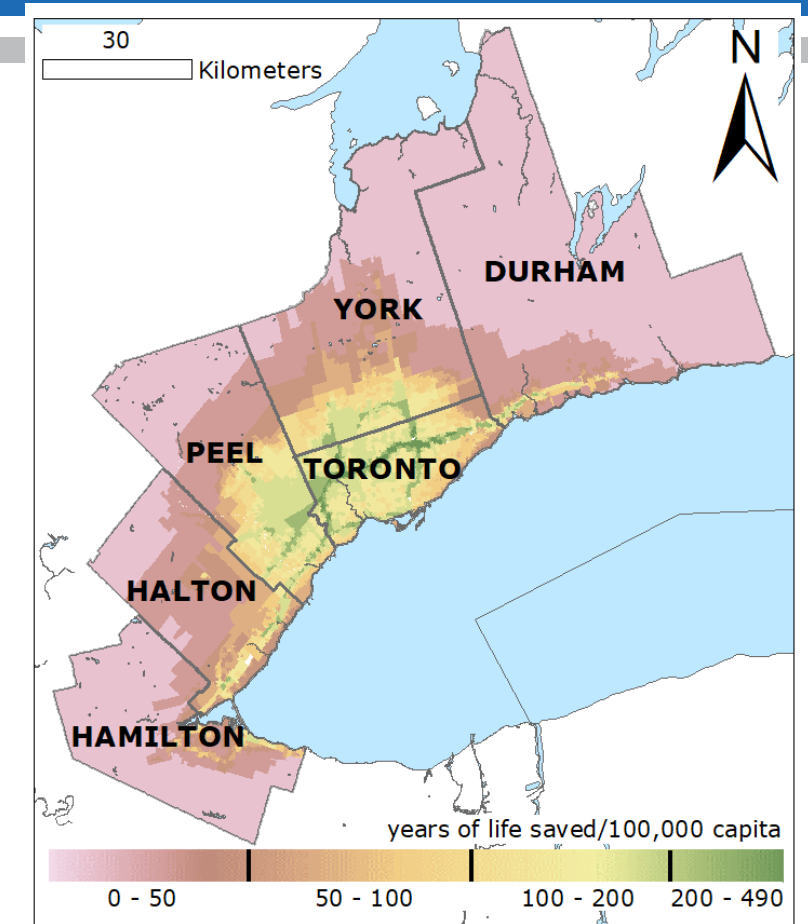 30
Kilometers
N
DURHAM
YORK
PEEL
TORONTO
HALTON
HAMILTON
years of life saved/100,000 capita
0 - 50
50 - 100
100 - 200
200 - 490